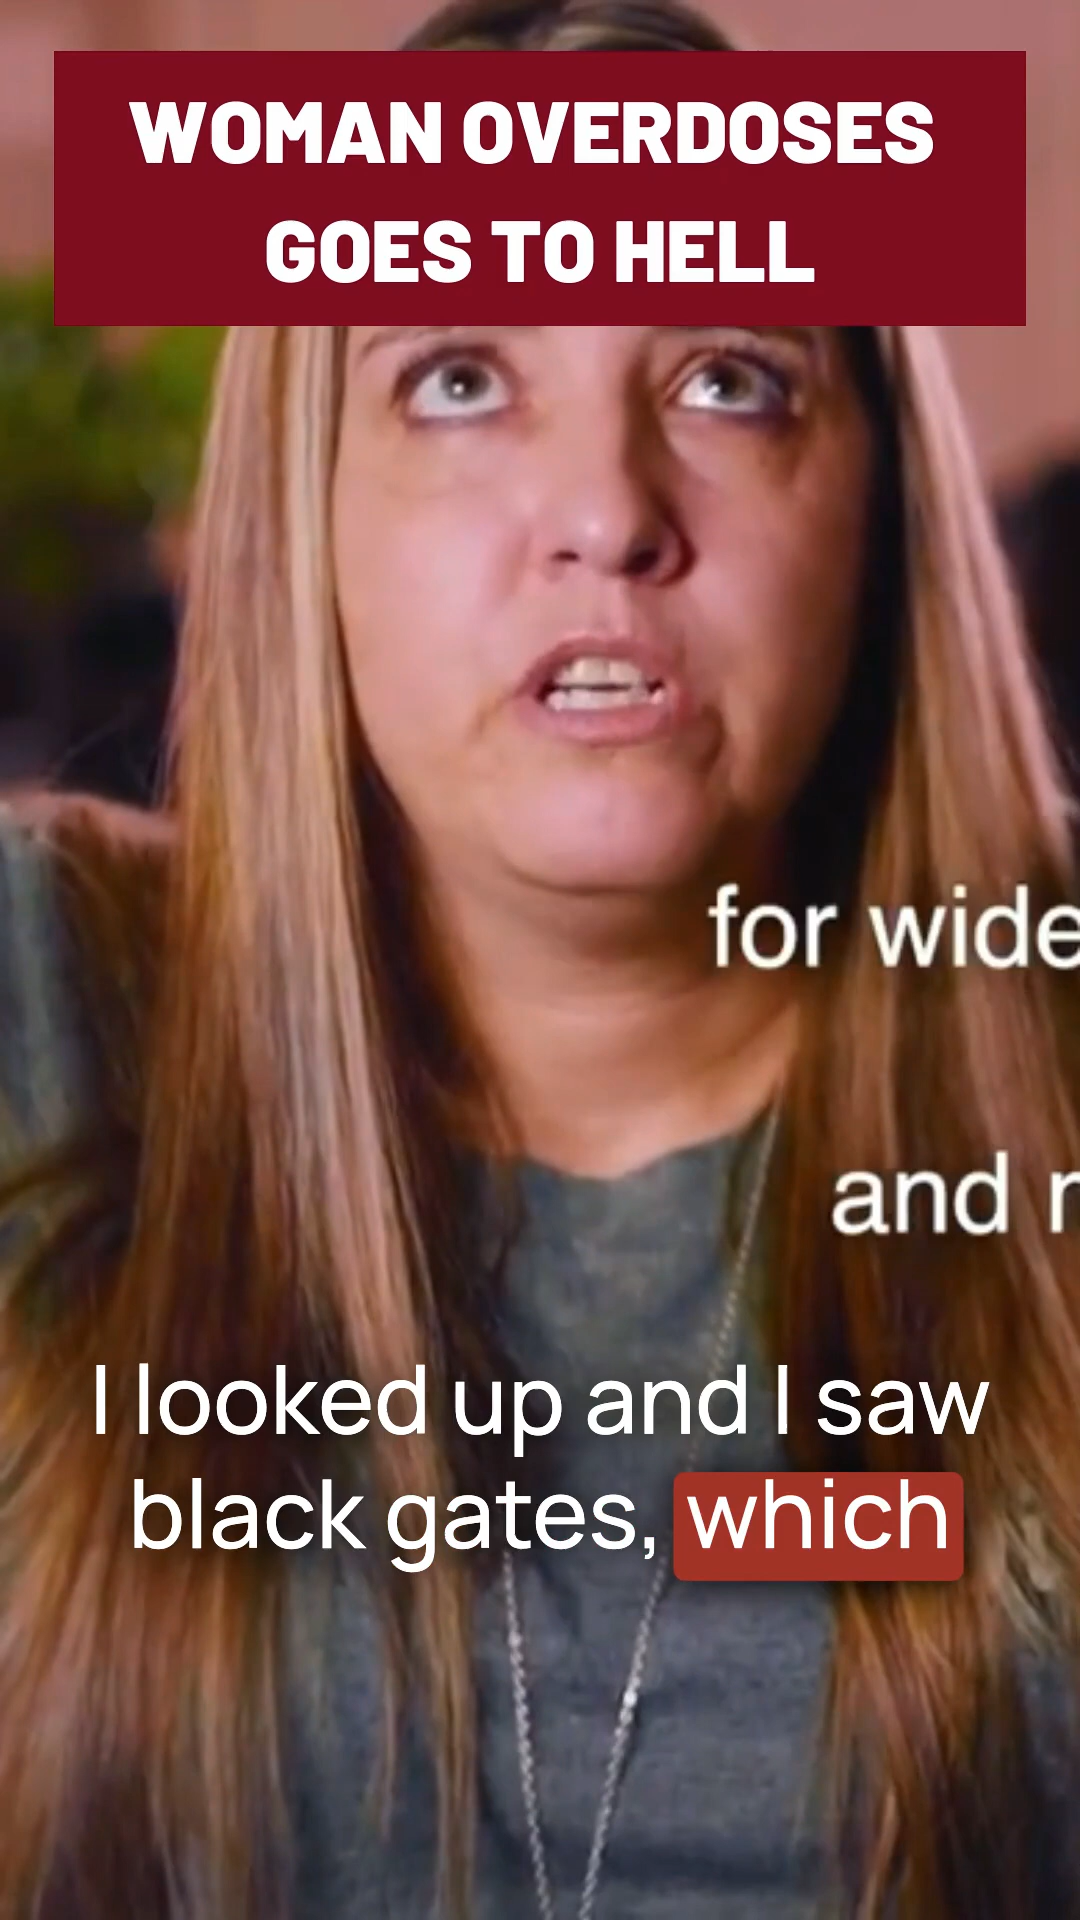 WOMAN OVERDOSES
GOES TO HELL
for wide
and
I looked up and I saw
black gates, which